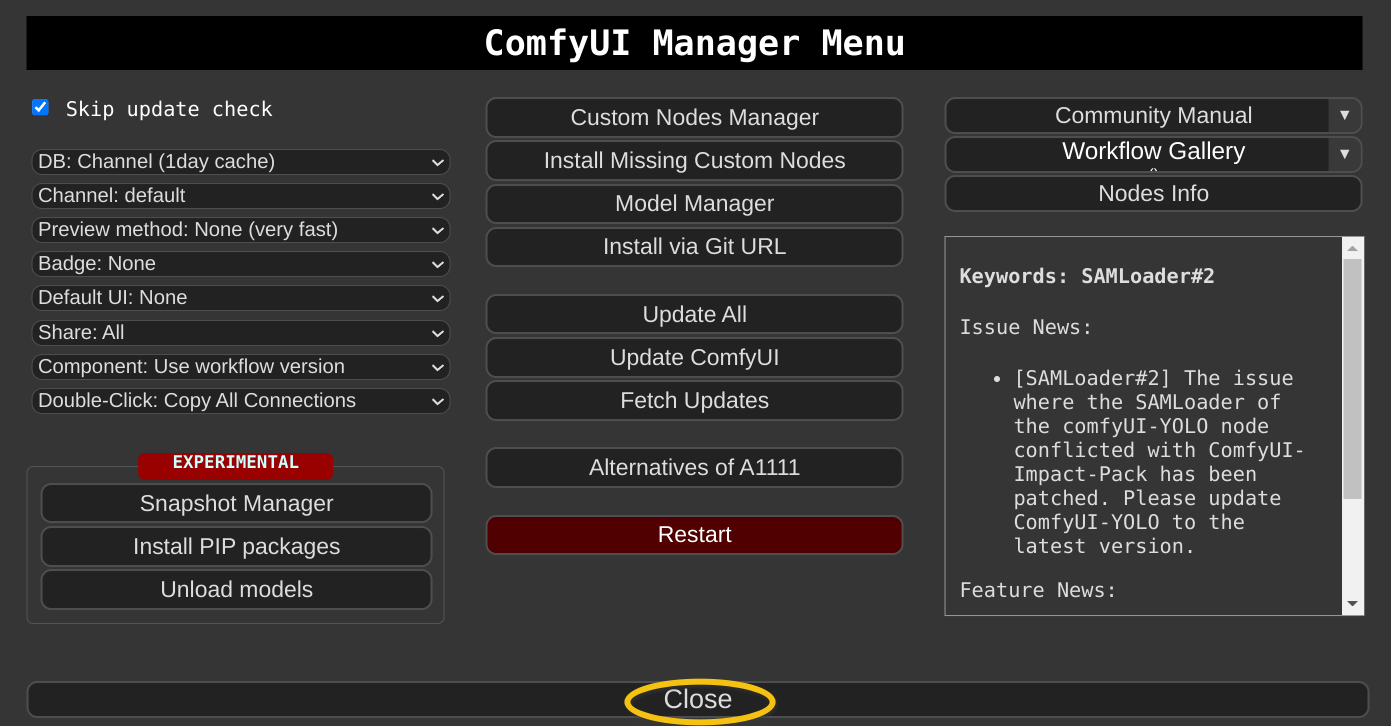 ComfyUI Manager Menu
Skip update check
DB: Channel (1day cache)
Channel: default
Preview method: None (very fast)
Badge: None
Default UI: None
Share: All
Component: Use workflow version
Double-Click: Copy All Connections
EXPERIMENTAL
Snapshot Manager
Install PIP packages
Unload models
Custom Nodes Manager
Install Missing Custom Nodes
Model Manager
Install via Git URL
Update All
Update ComfyUI
Fetch Updates
Alternatives of A1111
Restart
Community Manual
Workflow Gallery
Nodes Info
Keywords: SAMLoader#2
Issue News:
• [SAMLoader#2] The issue
where the SAMLoader of
the comfyUI-YOLO node
conflicted with ComfyUI-
Impact-Pack has been
patched. Please update
ComfyUI-YOLO to the
latest version.
Feature News:
Close